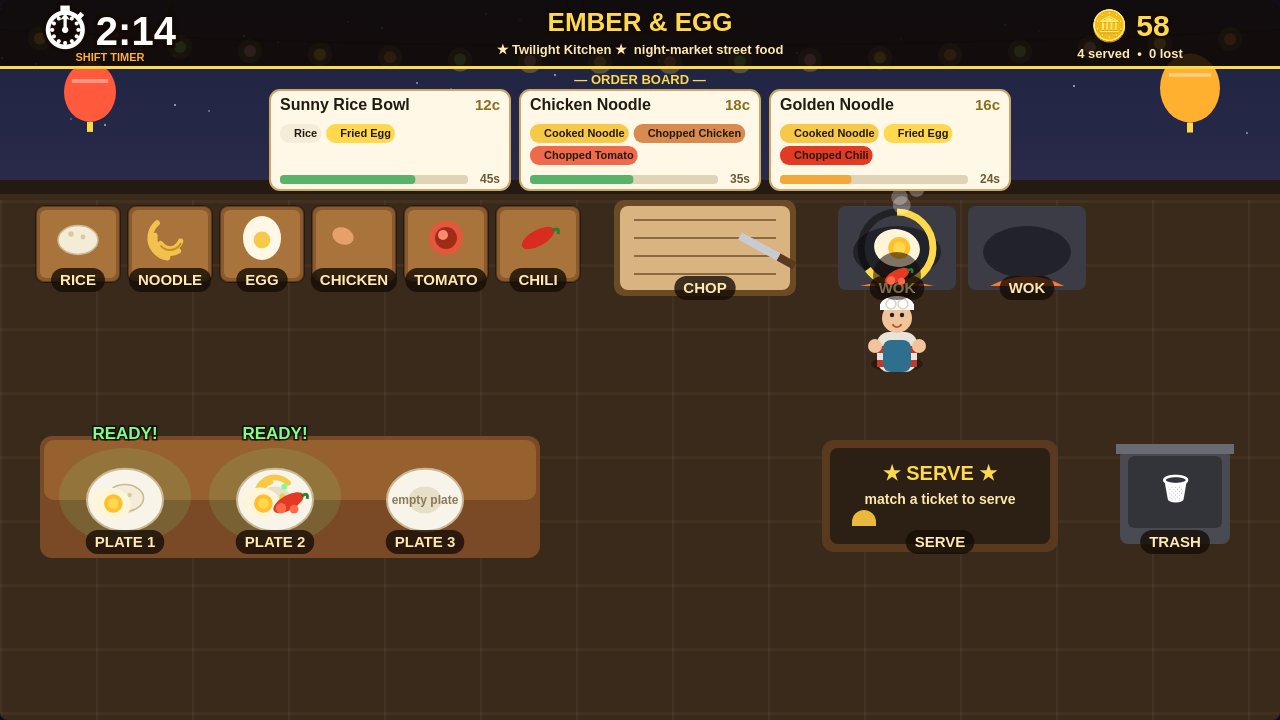 2:14
SHIFT TIMER
EMBER & EGG
★ Twilight Kitchen ★ night-market street food
58
4 served • 0 lost
— ORDER BOARD —
Sunny Rice Bowl 12c
Rice Fried Egg
45s
Chicken Noodle 18c
Cooked Noodle Chopped Chicken
Chopped Tomato
35s
Golden Noodle 16c
Cooked Noodle Fried Egg
Chopped Chili
24s
RICE
NOODLE
EGG
CHICKEN
TOMATO
CHILI
CHOP
WOK
WOK
READY!
READY!
empty plate
PLATE 1
PLATE 2
PLATE 3
★ SERVE ★
match a ticket to serve
SERVE
TRASH